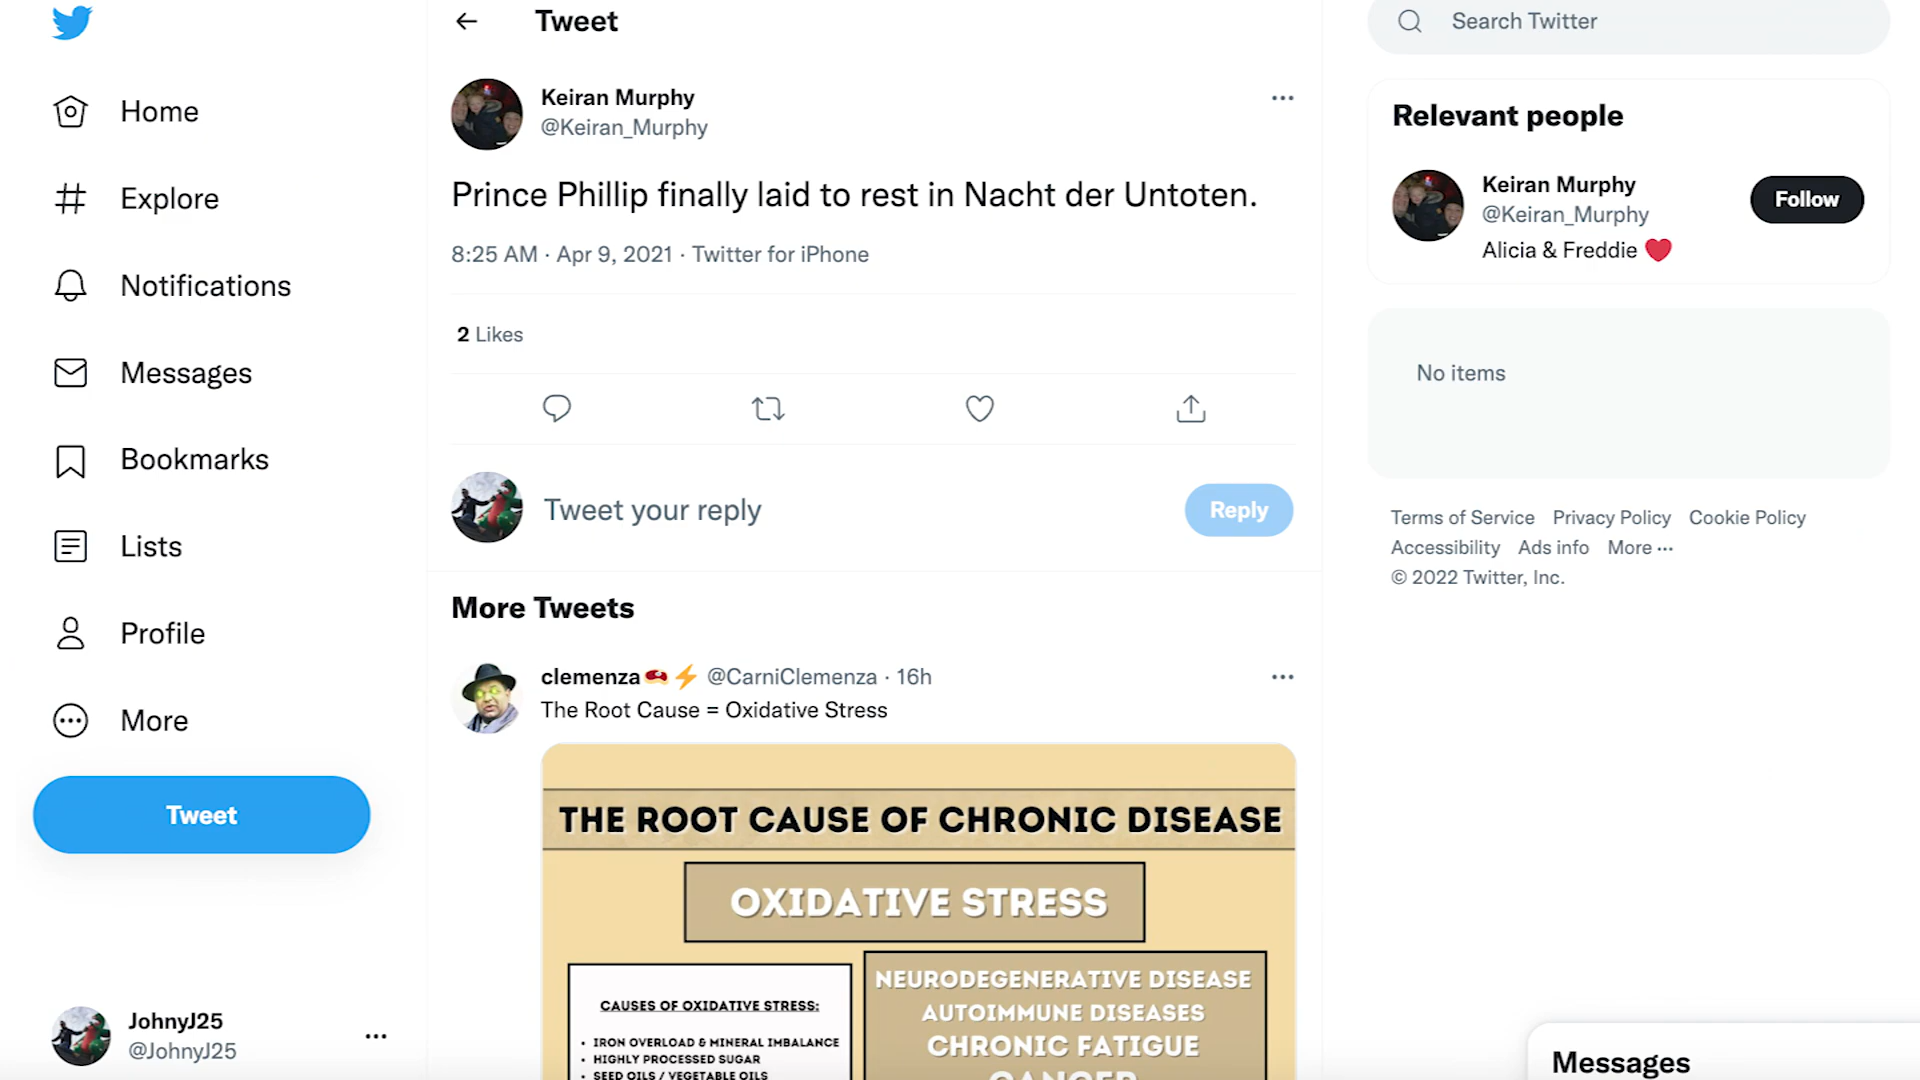 Home
Explore
Notifications
Messages
Bookmarks
Lists
Profile
More
Tweet
JohnyJ25
@JohnyJ25
Tweet
Keiran Murphy
@Keiran_Murphy
Prince Phillip finally laid to rest in Nacht der Untoten.
8:25 AM · Apr 9, 2021 · Twitter for iPhone
2 Likes
Tweet your reply
Reply
More Tweets
clemenza @CarniClemenza · 16h
The Root Cause = Oxidative Stress
THE ROOT CAUSE OF CHRONIC DISEASE
OXIDATIVE STRESS
CAUSES OF OXIDATIVE STRESS:
• IRON OVERLOAD & MINERAL IMBALANCE
• HIGHLY PROCESSED SUGAR
• SEED OILS / VEGETABLE OILS
NEURODEGENERATIVE DISEASE
AUTOIMMUNE DISEASES
CHRONIC FATIGUE
CANCER
Search Twitter
Relevant people
Keiran Murphy
@Keiran_Murphy
Follow
Alicia & Freddie ❤️
No items
Terms of Service Privacy Policy Cookie Policy
Accessibility Ads info More ···
© 2022 Twitter, Inc.
Messages